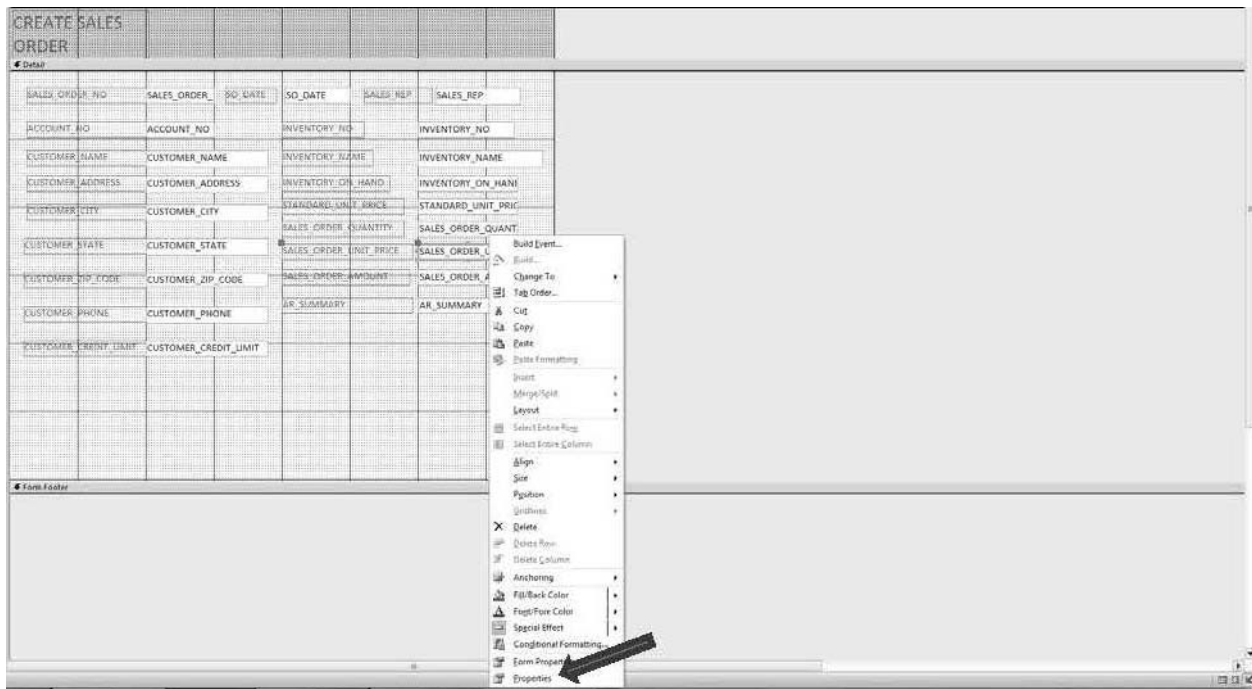 CREATE SALES
ORDER
Detail
SALES_ORDER_NO SALES_ORDER_ SO_DATE SO_DATE SALES_REP SALES_REP
ACCOUNT_NO ACCOUNT_NO INVENTORY_NO INVENTORY_NO
CUSTOMER_NAME CUSTOMER_NAME INVENTORY_NAME INVENTORY_NAME
CUSTOMER_ADDRESS CUSTOMER_ADDRESS INVENTORY_ON_HAND INVENTORY_ON_HANI
STANDARD_UNIT_PRICE STANDARD_UNIT_PRIC
CUSTOMER_CITY CUSTOMER_CITY
SALES_ORDER_QUANTITY SALES_ORDER_QUANT
CUSTOMER_STATE CUSTOMER_STATE SALES_ORDER_UNIT_PRICE SALES_ORDER_U
CUSTOMER_ZIP_CODE CUSTOMER_ZIP_CODE SALES_ORDER_AMOUNT SALES_ORDER_A
AR_SUMMARY AR_SUMMARY
CUSTOMER_PHONE CUSTOMER_PHONE
CUSTOMER_CREDIT_LIMIT CUSTOMER_CREDIT_LIMIT
Form Footer
Build Event...
Build...
Change To
Tab Order...
Cut
Copy
Paste
Paste Formatting
Insert
Merge/Split
Layout
Select Entire Row
Select Entire Column
Align
Size
Position
Gridlines
Delete
Delete Row
Delete Column
Anchoring
Fill/Back Color
Font/Fore Color
Special Effect
Conditional Formatting...
Form Propert
Properties